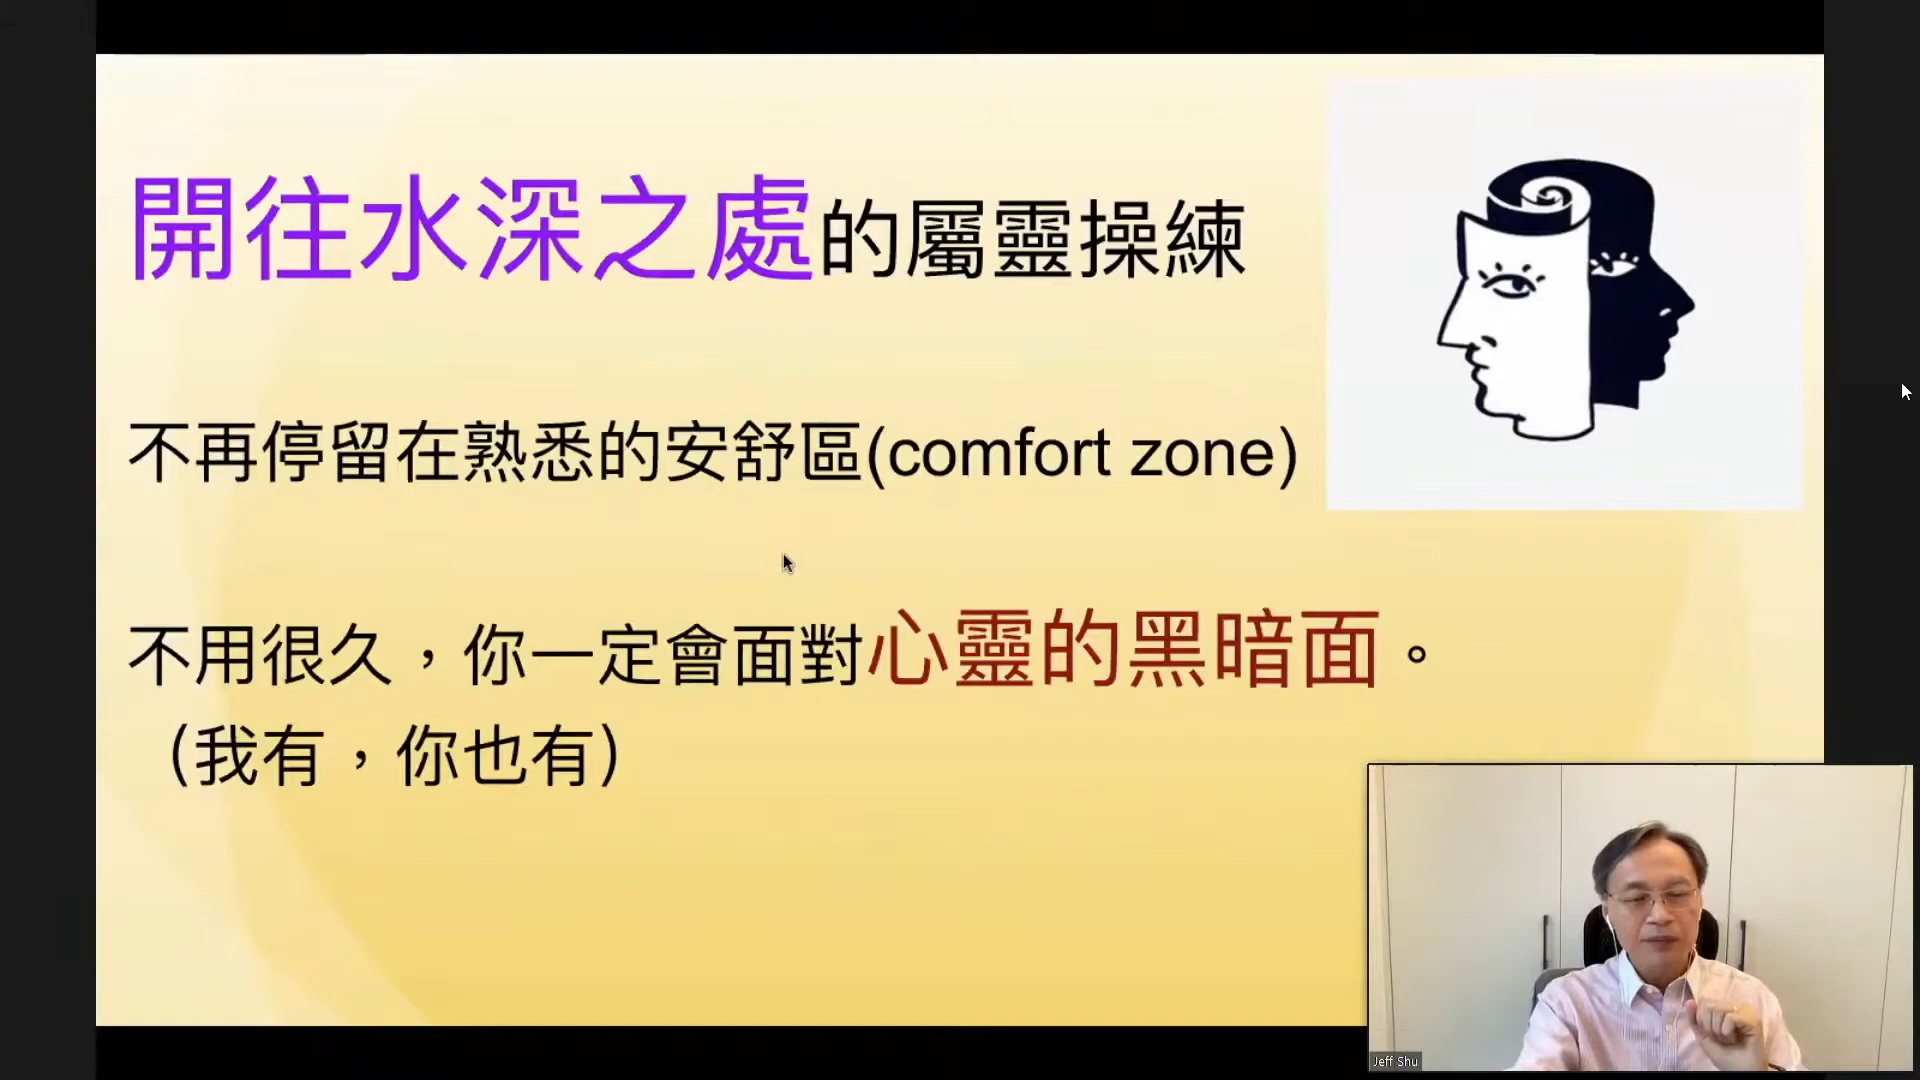 開往水深之處的屬靈操練
不再停留在熟悉的安舒區(comfort zone)
不用很久，你一定會面對心靈的黑暗面。
（我有，你也有）
Jeff Shu